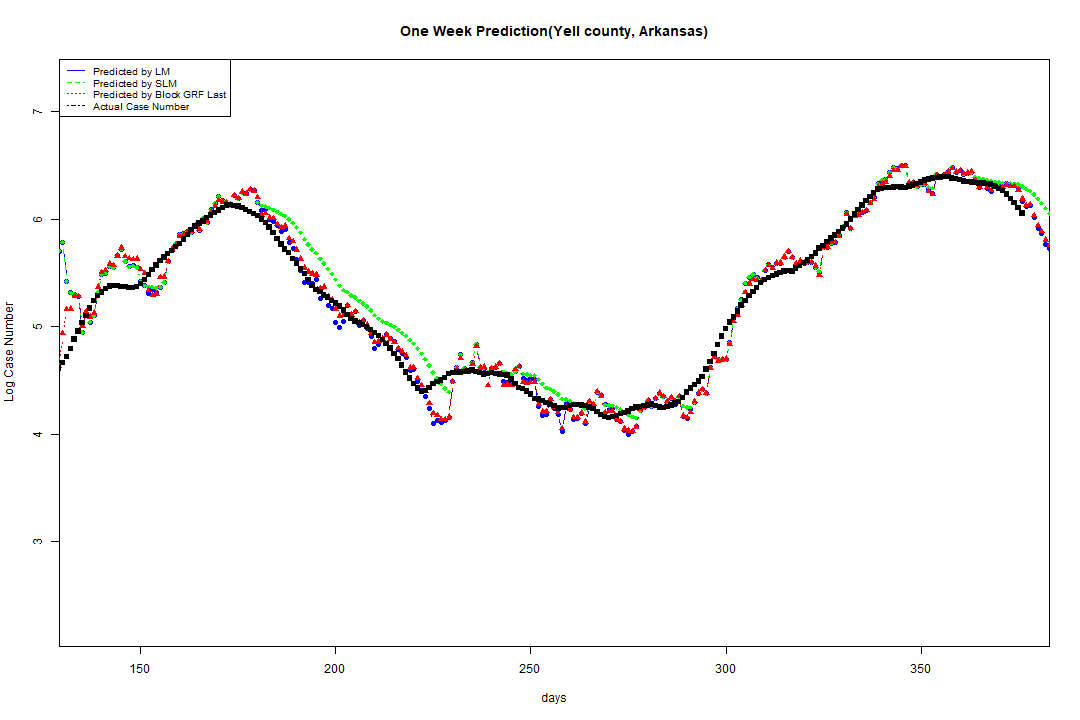 One Week Prediction(Yell county, Arkansas)
Predicted by LM
Predicted by SLM
Predicted by Block GRF Last
Actual Case Number
Log Case Number
7
6
5
4
3
150 200 250 300 350
days